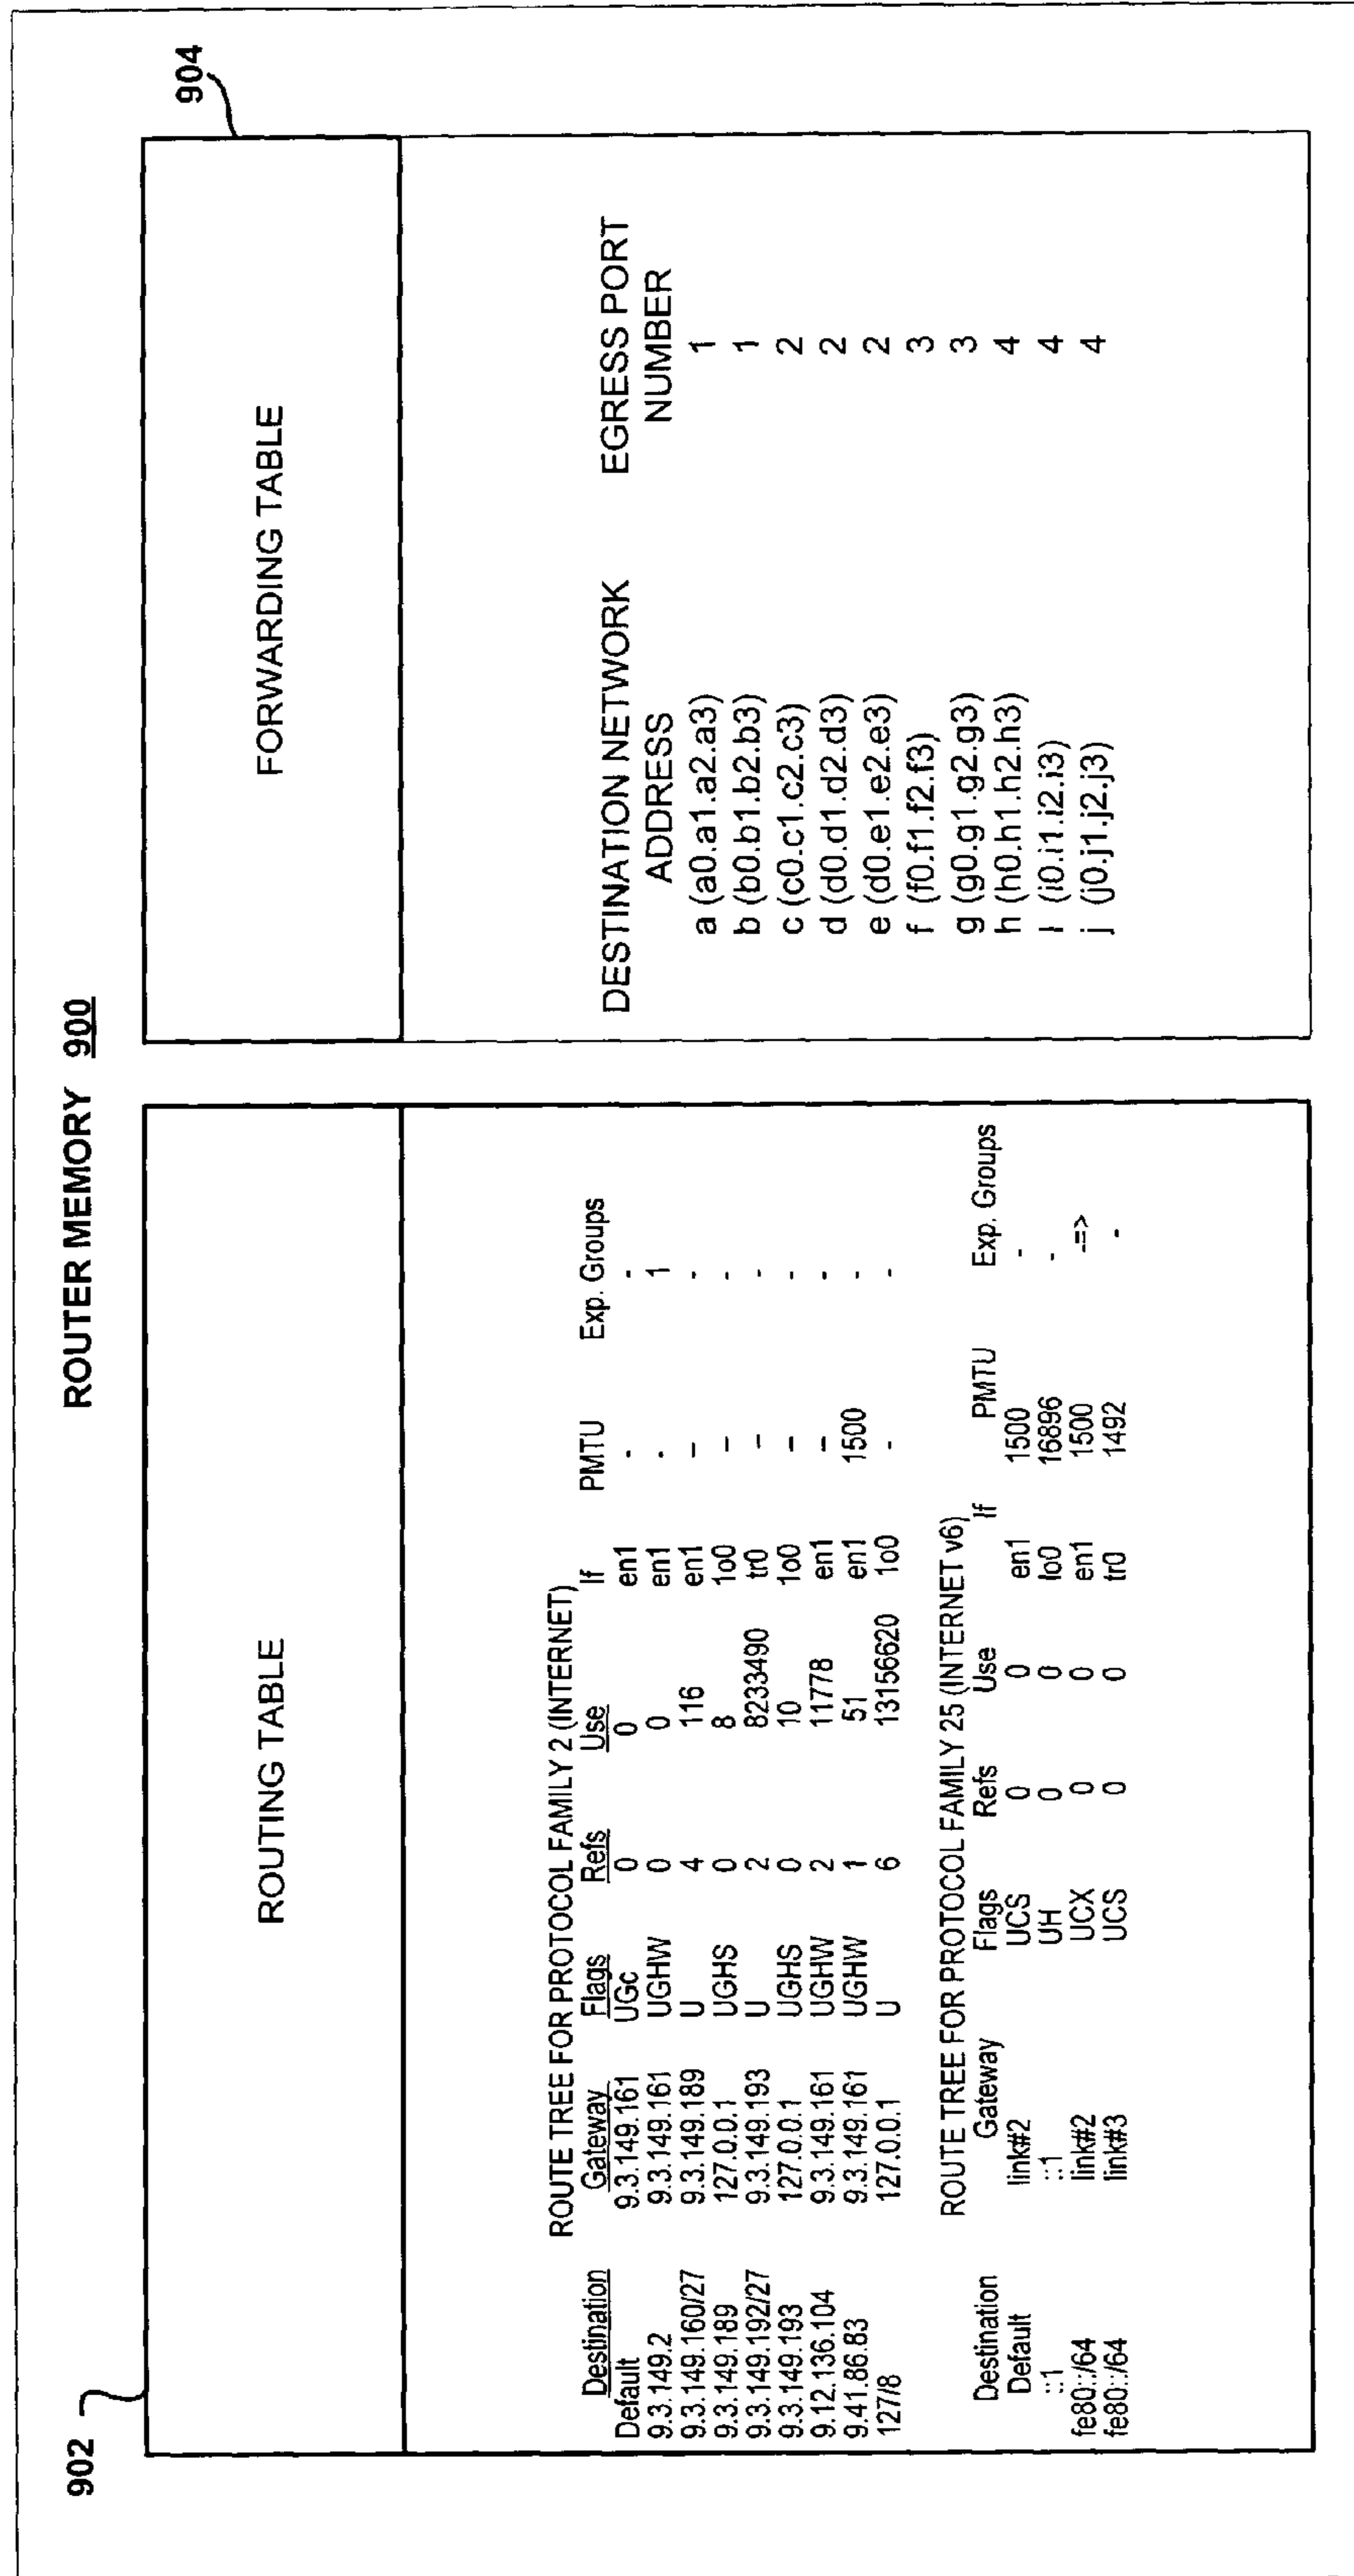 ROUTER MEMORY 900
902
ROUTING TABLE
ROUTE TREE FOR PROTOCOL FAMILY 2 (INTERNET)
Destination Gateway Flags Refs Use If PMTU Exp. Groups
Default 9.3.149.161 UGc 0 0 en1 - -
9.3.149.2 9.3.149.161 UGHW 0 0 en1 - 1
9.3.149.160/27 9.3.149.189 U 4 116 en1 - -
9.3.149.189 127.0.0.1 UGHS 0 8 1o0 - -
9.3.149.192/27 9.3.149.193 U 2 8233490 tr0 - -
9.3.149.193 127.0.0.1 UGHS 0 10 1o0 - -
9.12.136.104 9.3.149.161 UGHW 2 11778 en1 -- -
9.41.86.83 9.3.149.161 UGHW 1 51 en1 1500 -
127/8 127.0.0.1 U 6 13156620 1o0 - -
ROUTE TREE FOR PROTOCOL FAMILY 25 (INTERNET v6)
Destination Gateway Flags Refs Use If PMTU Exp. Groups
Default link#2 UCS 0 0 en1 1500 -
::1 ::1 UH 0 0 lo0 16896 -
fe80::/64 link#2 UCX 0 0 en1 1500 -=>
fe80::/64 link#3 UCS 0 0 tr0 1492 -
904
FORWARDING TABLE
DESTINATION NETWORK EGRESS PORT
ADDRESS NUMBER
a (a0.a1.a2.a3) 1
b (b0.b1.b2.b3) 1
c (c0.c1.c2.c3) 2
d (d0.d1.d2.d3) 2
e (d0.e1.e2.e3) 2
f (f0.f1.f2.f3) 3
g (g0.g1.g2.g3) 3
h (h0.h1.h2.h3) 4
I (i0.i1.i2.i3) 4
j (j0.j1.j2.j3) 4